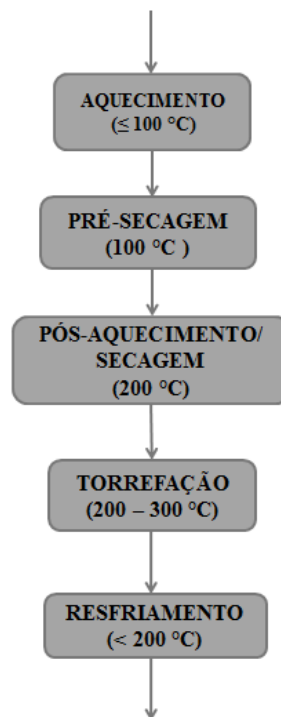 AQUECIMENTO
(≤ 100 °C)
PRÉ-SECAGEM
(100 °C )
PÓS-AQUECIMENTO/
SECAGEM
(200 °C)
TORREFAÇÃO
(200 – 300 °C)
RESFRIAMENTO
(< 200 °C)